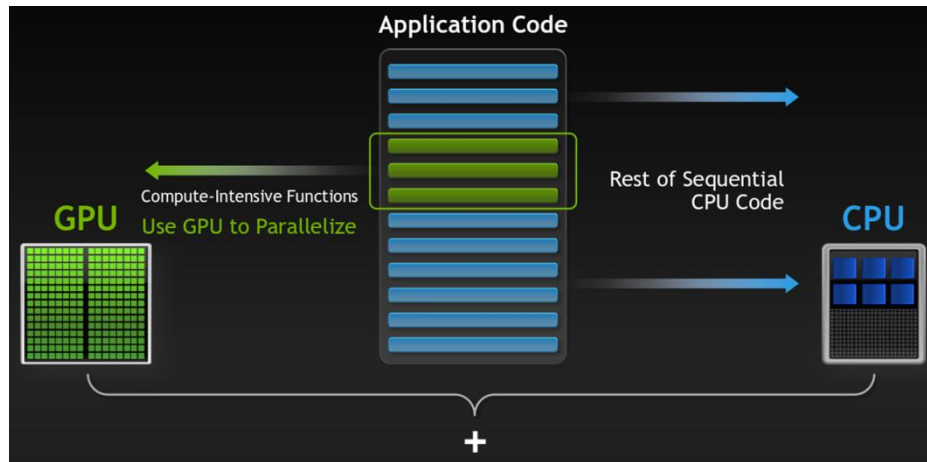 Application Code
Compute-Intensive Functions
Use GPU to Parallelize
GPU
Rest of Sequential
CPU Code
CPU
+